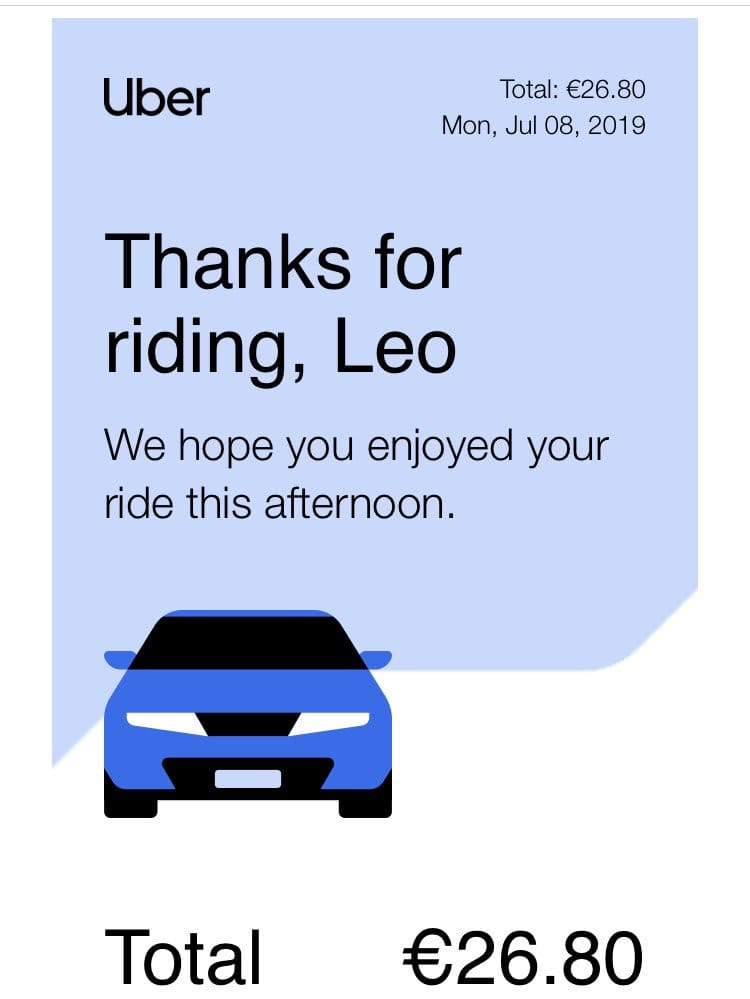 Uber
Total: €26.80
Mon, Jul 08, 2019
Thanks for
riding, Leo
We hope you enjoyed your
ride this afternoon.
Total €26.80